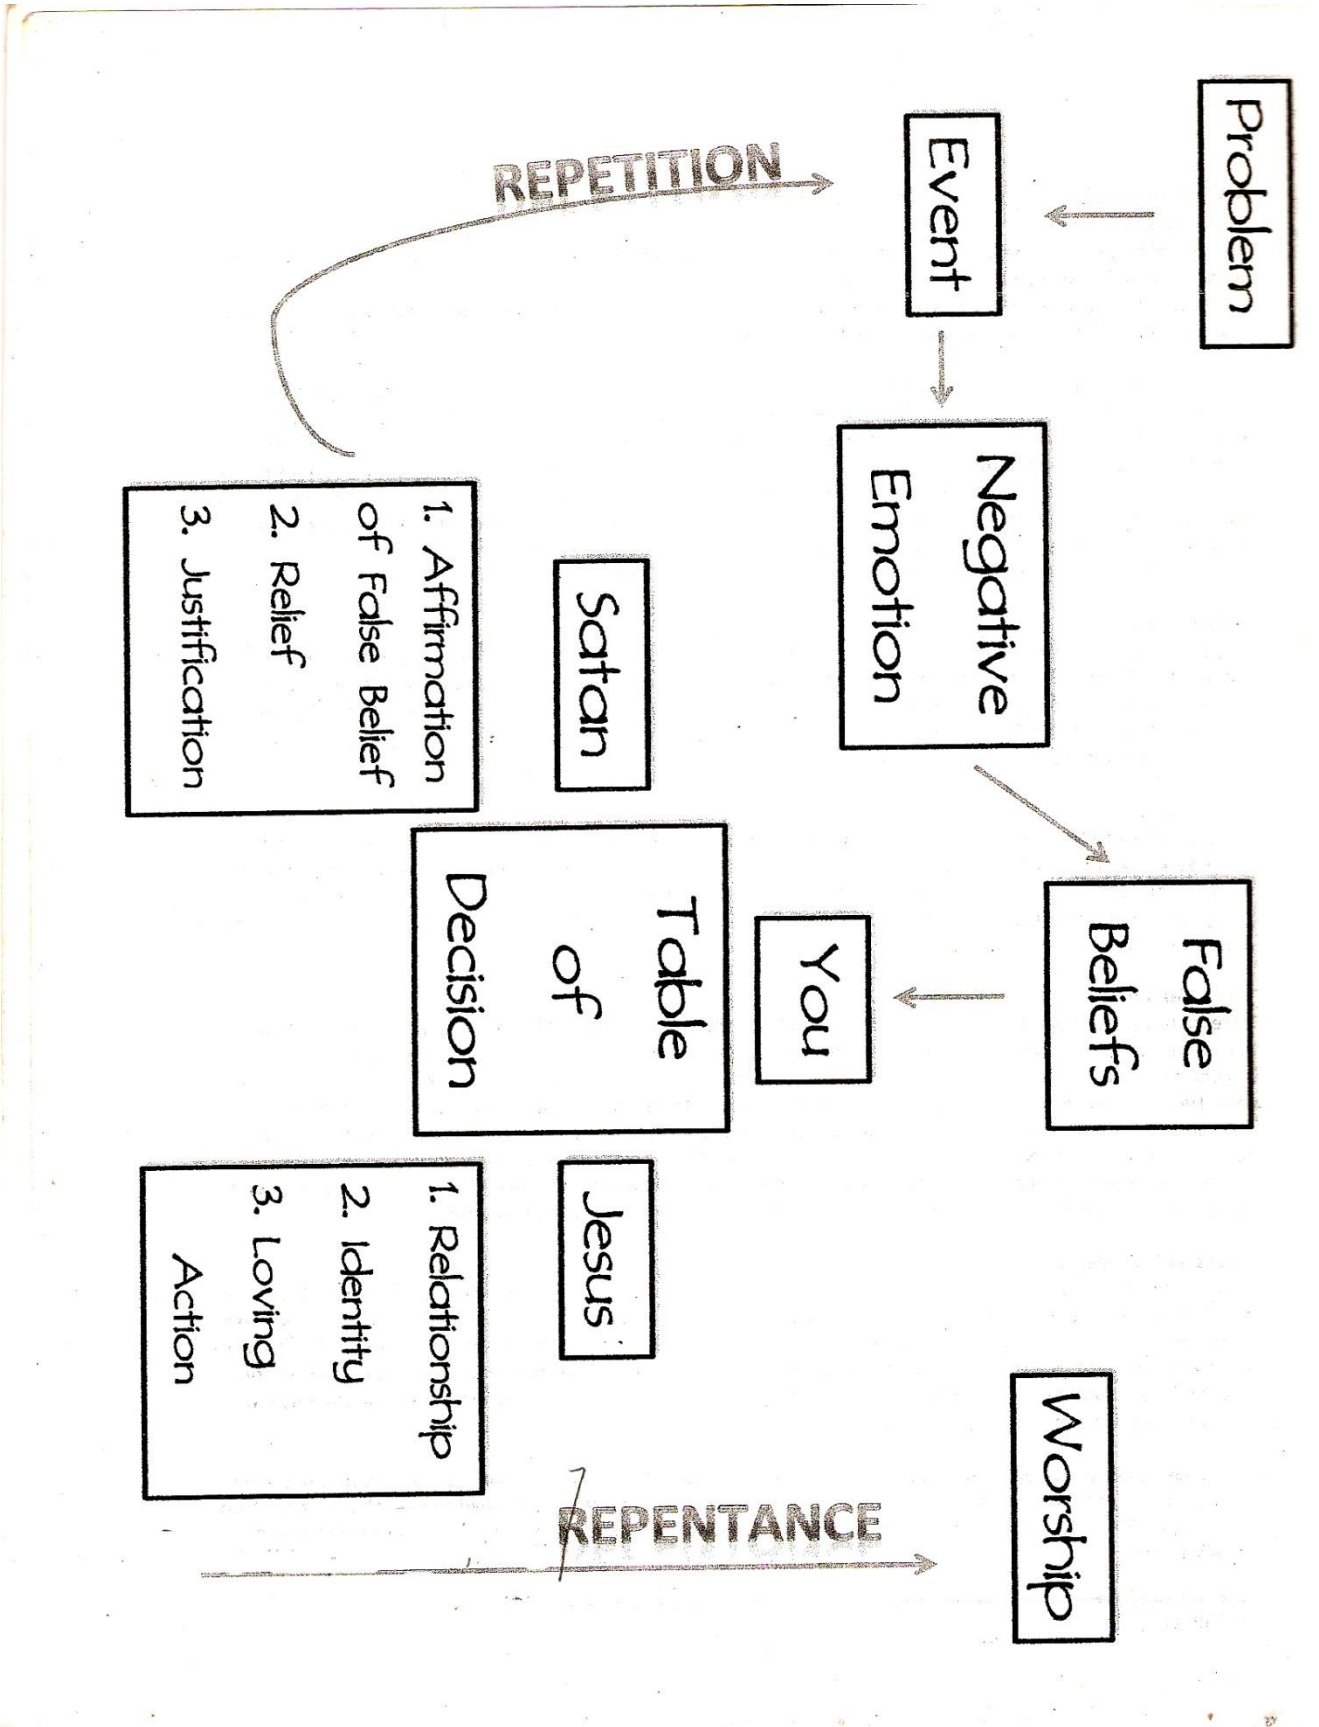 Problem
Event
Negative
Emotion
False
Beliefs
You
Worship
Satan
Table
of
Decision
Jesus
1. Affirmation
of False Belief
2. Relief
3. Justification
1. Relationship
2. Identity
3. Loving
Action
REPETITION
REPENTANCE